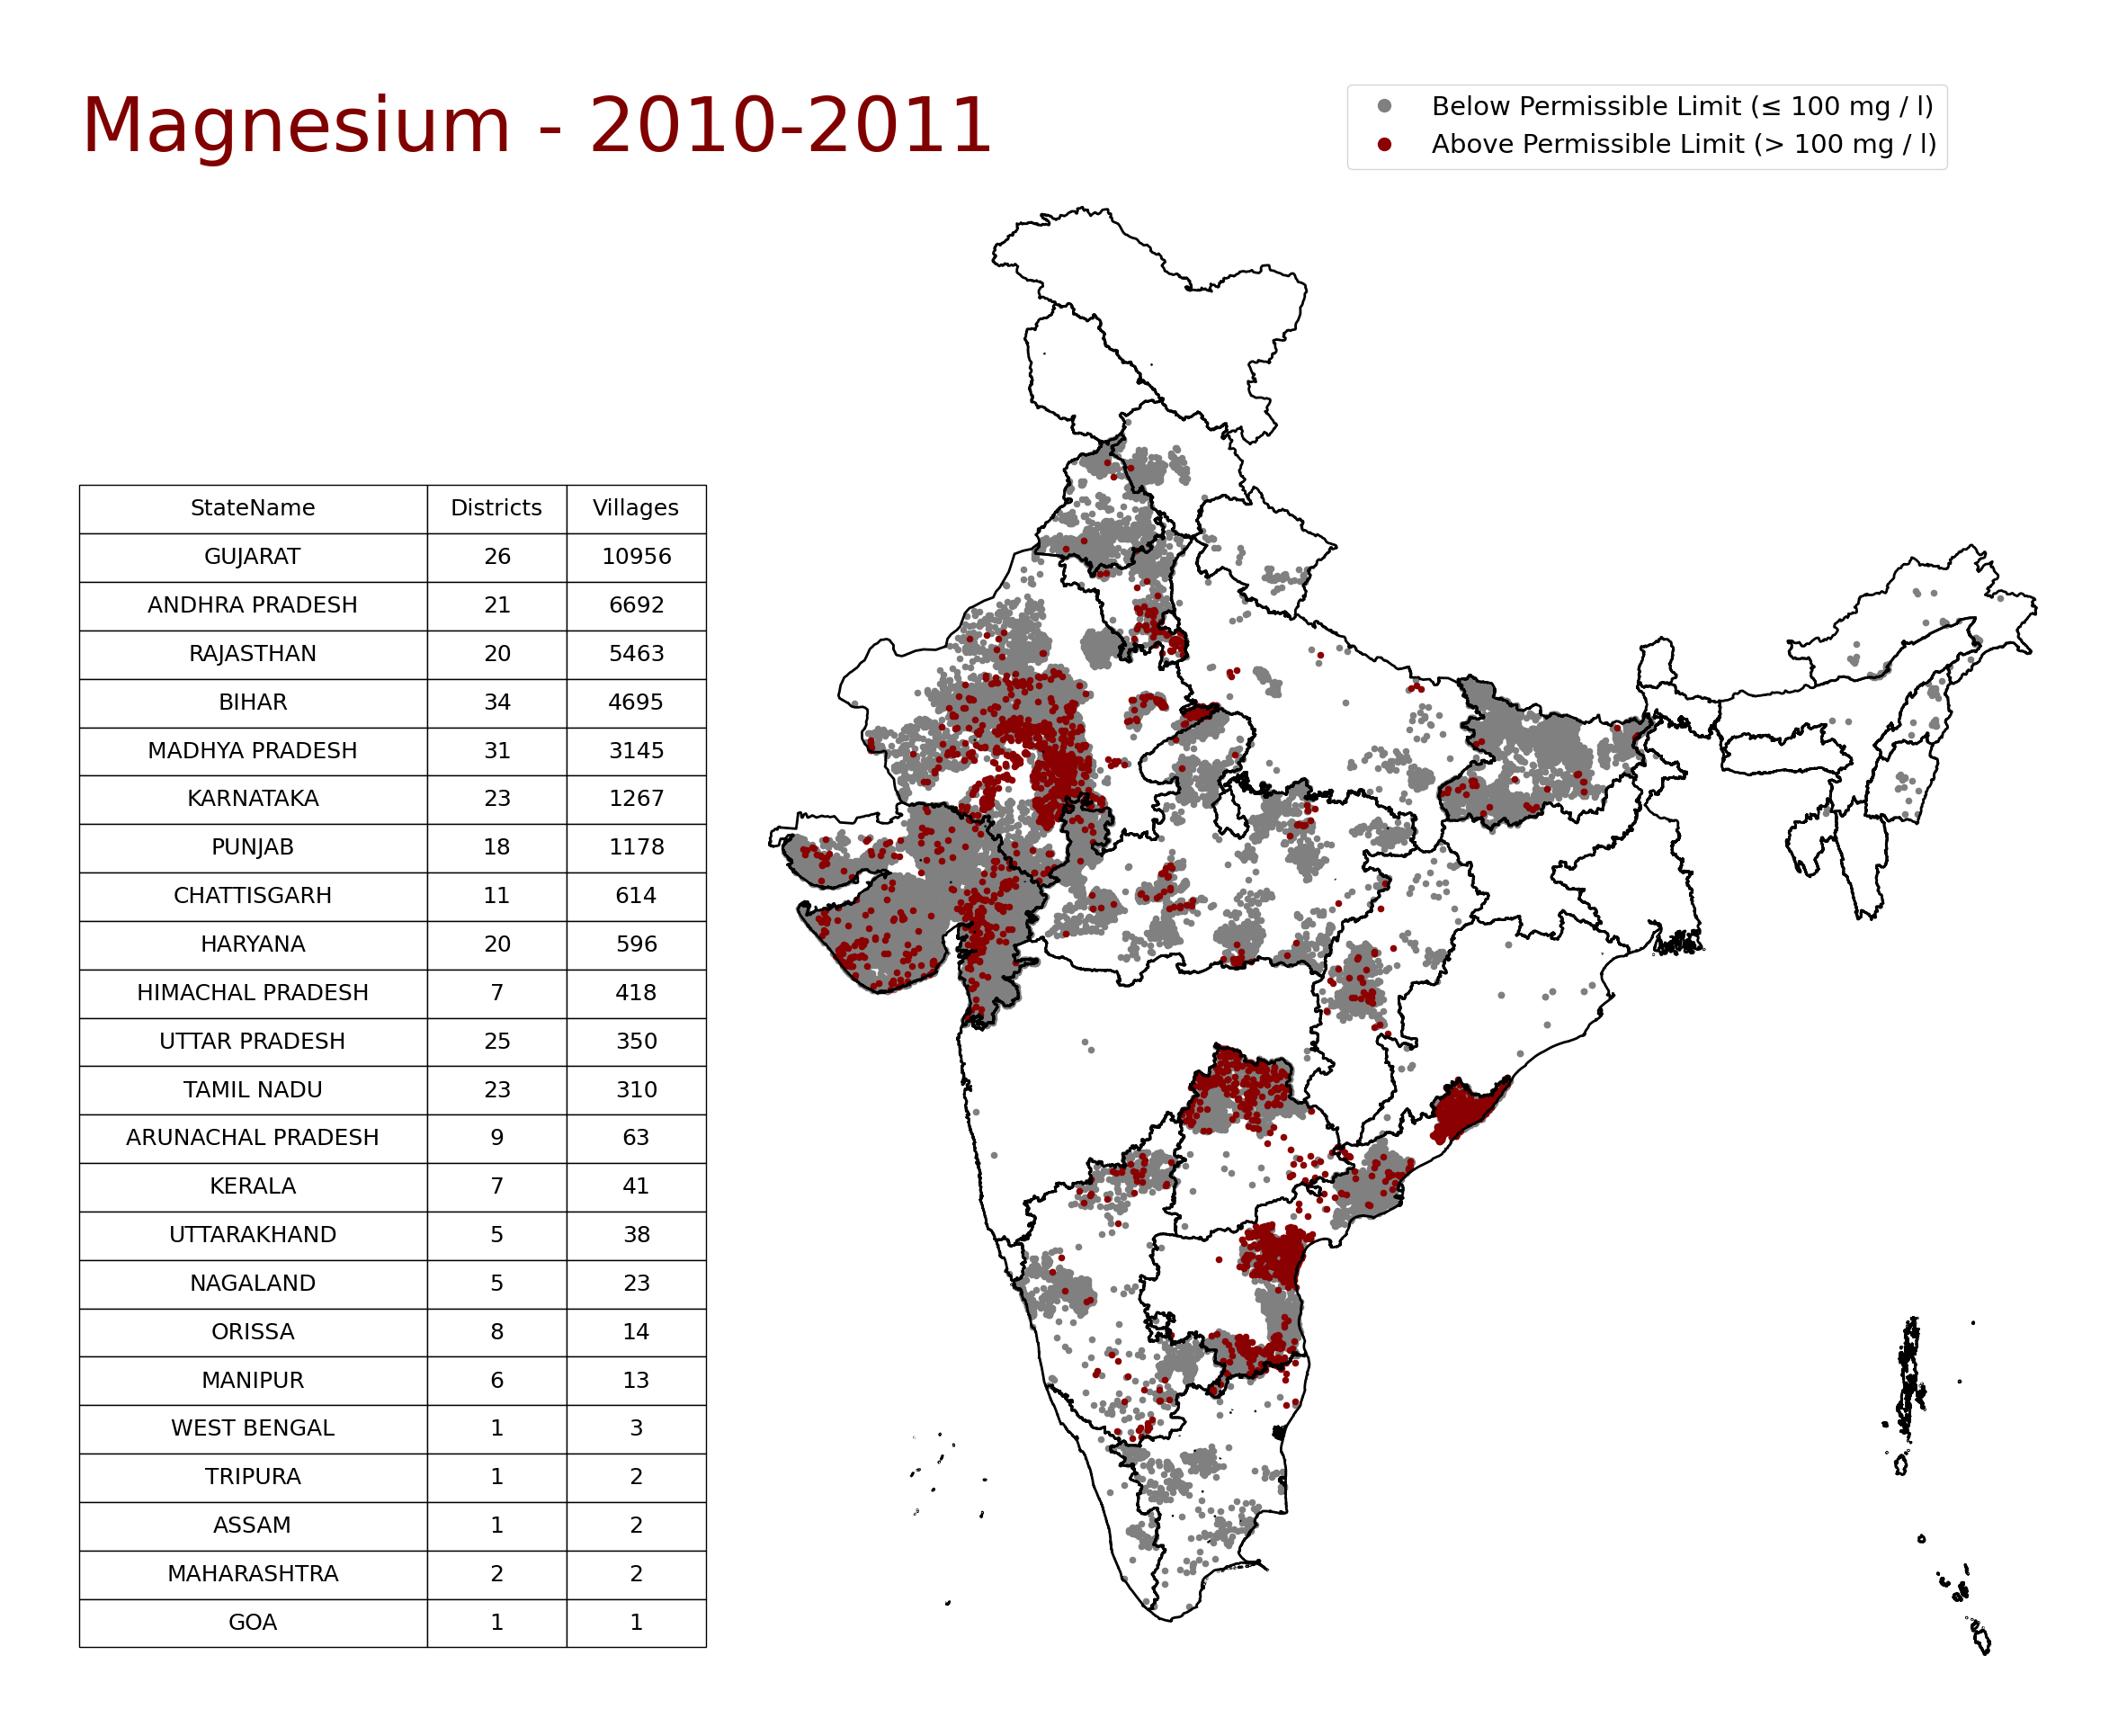 Magnesium - 2010-2011
Below Permissible Limit (≤ 100 mg / l)
Above Permissible Limit (> 100 mg / l)
StateName Districts Villages
GUJARAT 26 10956
ANDHRA PRADESH 21 6692
RAJASTHAN 20 5463
BIHAR 34 4695
MADHYA PRADESH 31 3145
KARNATAKA 23 1267
PUNJAB 18 1178
CHATTISGARH 11 614
HARYANA 20 596
HIMACHAL PRADESH 7 418
UTTAR PRADESH 25 350
TAMIL NADU 23 310
ARUNACHAL PRADESH 9 63
KERALA 7 41
UTTARAKHAND 5 38
NAGALAND 5 23
ORISSA 8 14
MANIPUR 6 13
WEST BENGAL 1 3
TRIPURA 1 2
ASSAM 1 2
MAHARASHTRA 2 2
GOA 1 1